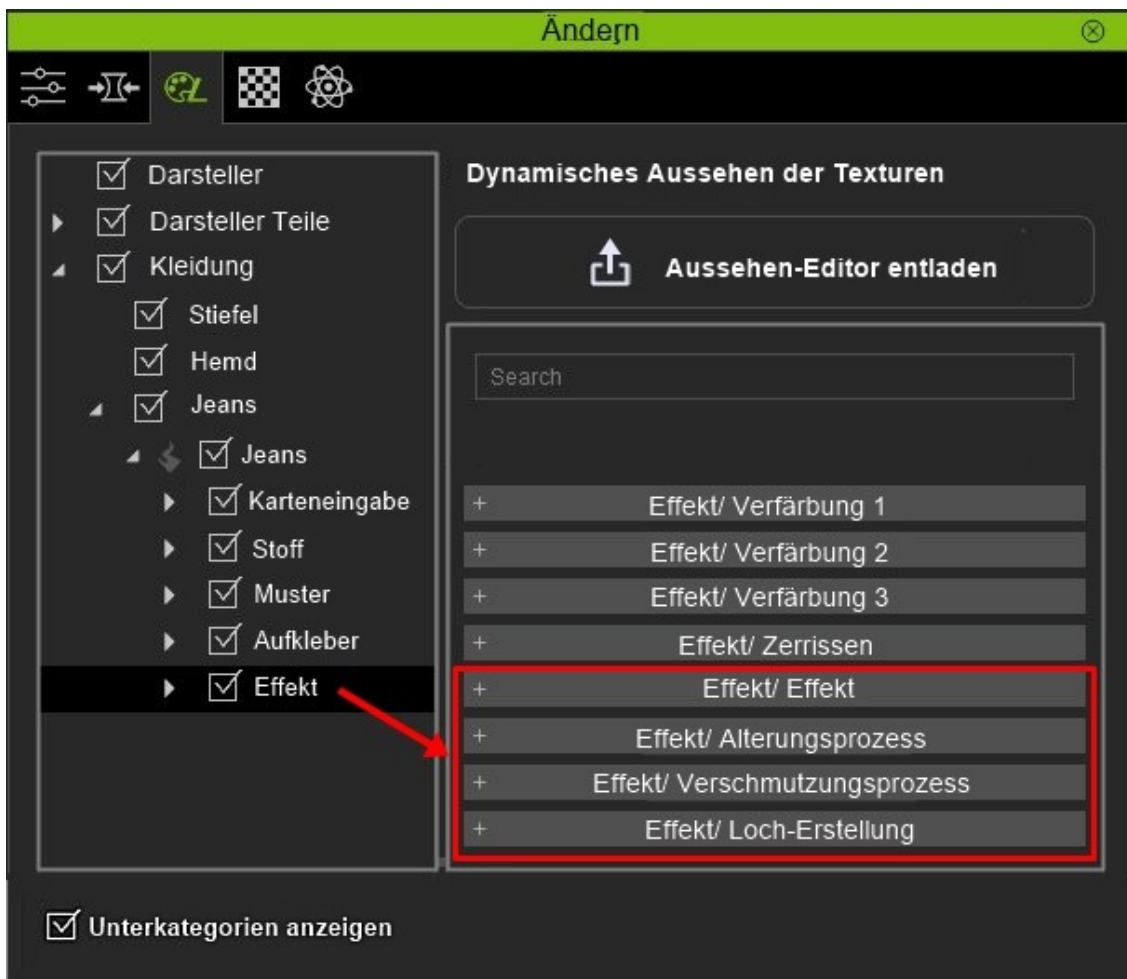 Ändern
Darsteller
Darsteller Teile
Kleidung
Stiefel
Hemd
Jeans
Jeans
Karteneingabe
Stoff
Muster
Aufkleber
Effekt
Dynamisches Aussehen der Texturen
Aussehen-Editor entladen
Search
+ Effekt/ Verfärbung 1
+ Effekt/ Verfärbung 2
+ Effekt/ Verfärbung 3
+ Effekt/ Zerrissen
+ Effekt/ Effekt
+ Effekt/ Alterungsprozess
+ Effekt/ Verschmutzungsprozess
+ Effekt/ Loch-Erstellung
Unterkategorien anzeigen